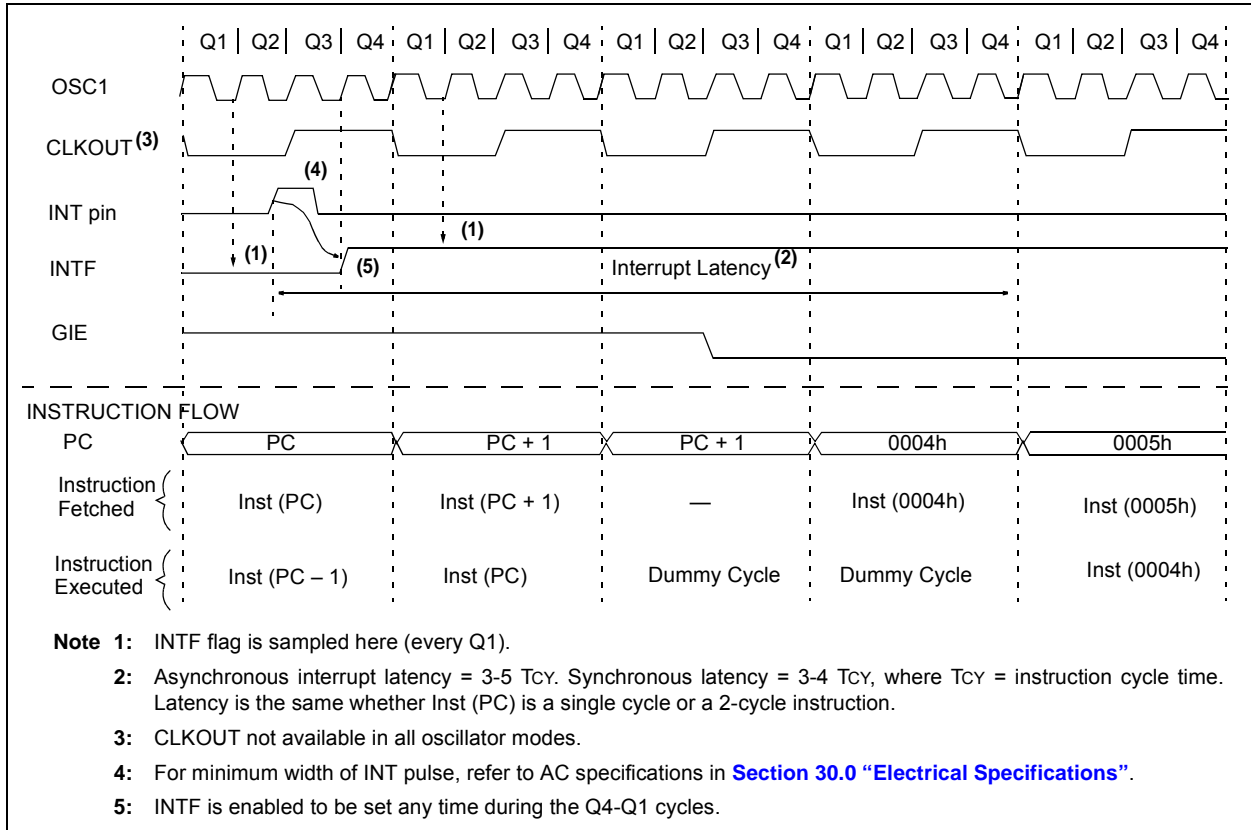 Q1 Q2 Q3 Q4 Q1 Q2 Q3 Q4 Q1 Q2 Q3 Q4 Q1 Q2 Q3 Q4 Q1 Q2 Q3 Q4
OSC1
CLKOUT (3)
(4)
INT pin
(1)
(1)
INTF
(5)
Interrupt Latency (2)
GIE
INSTRUCTION FLOW
PC PC PC + 1 PC + 1 0004h 0005h
Instruction Fetched Inst (PC) Inst (PC + 1) — Inst (0004h) Inst (0005h)
Instruction Executed Inst (PC – 1) Inst (PC) Dummy Cycle Dummy Cycle Inst (0004h)
Note 1: INTF flag is sampled here (every Q1).
2: Asynchronous interrupt latency = 3-5 TCY. Synchronous latency = 3-4 TCY, where TCY = instruction cycle time.
Latency is the same whether Inst (PC) is a single cycle or a 2-cycle instruction.
3: CLKOUT not available in all oscillator modes.
4: For minimum width of INT pulse, refer to AC specifications in Section 30.0 “Electrical Specifications”.
5: INTF is enabled to be set any time during the Q4-Q1 cycles.